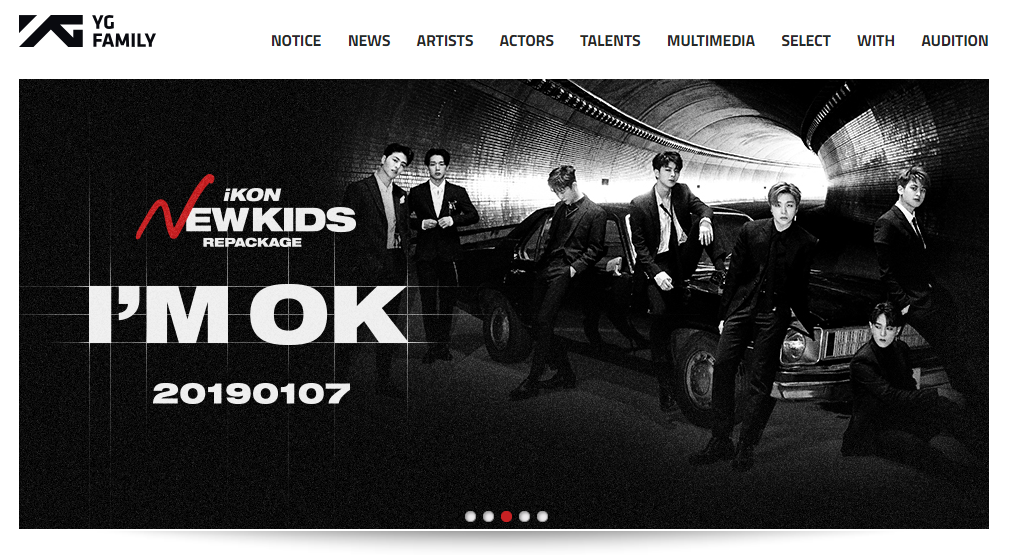 YG
FAMILY
NOTICE NEWS ARTISTS ACTORS TALENTS MULTIMEDIA SELECT WITH AUDITION
iKON
NEWKIDS
REPACKAGE
I'M OK
20190107